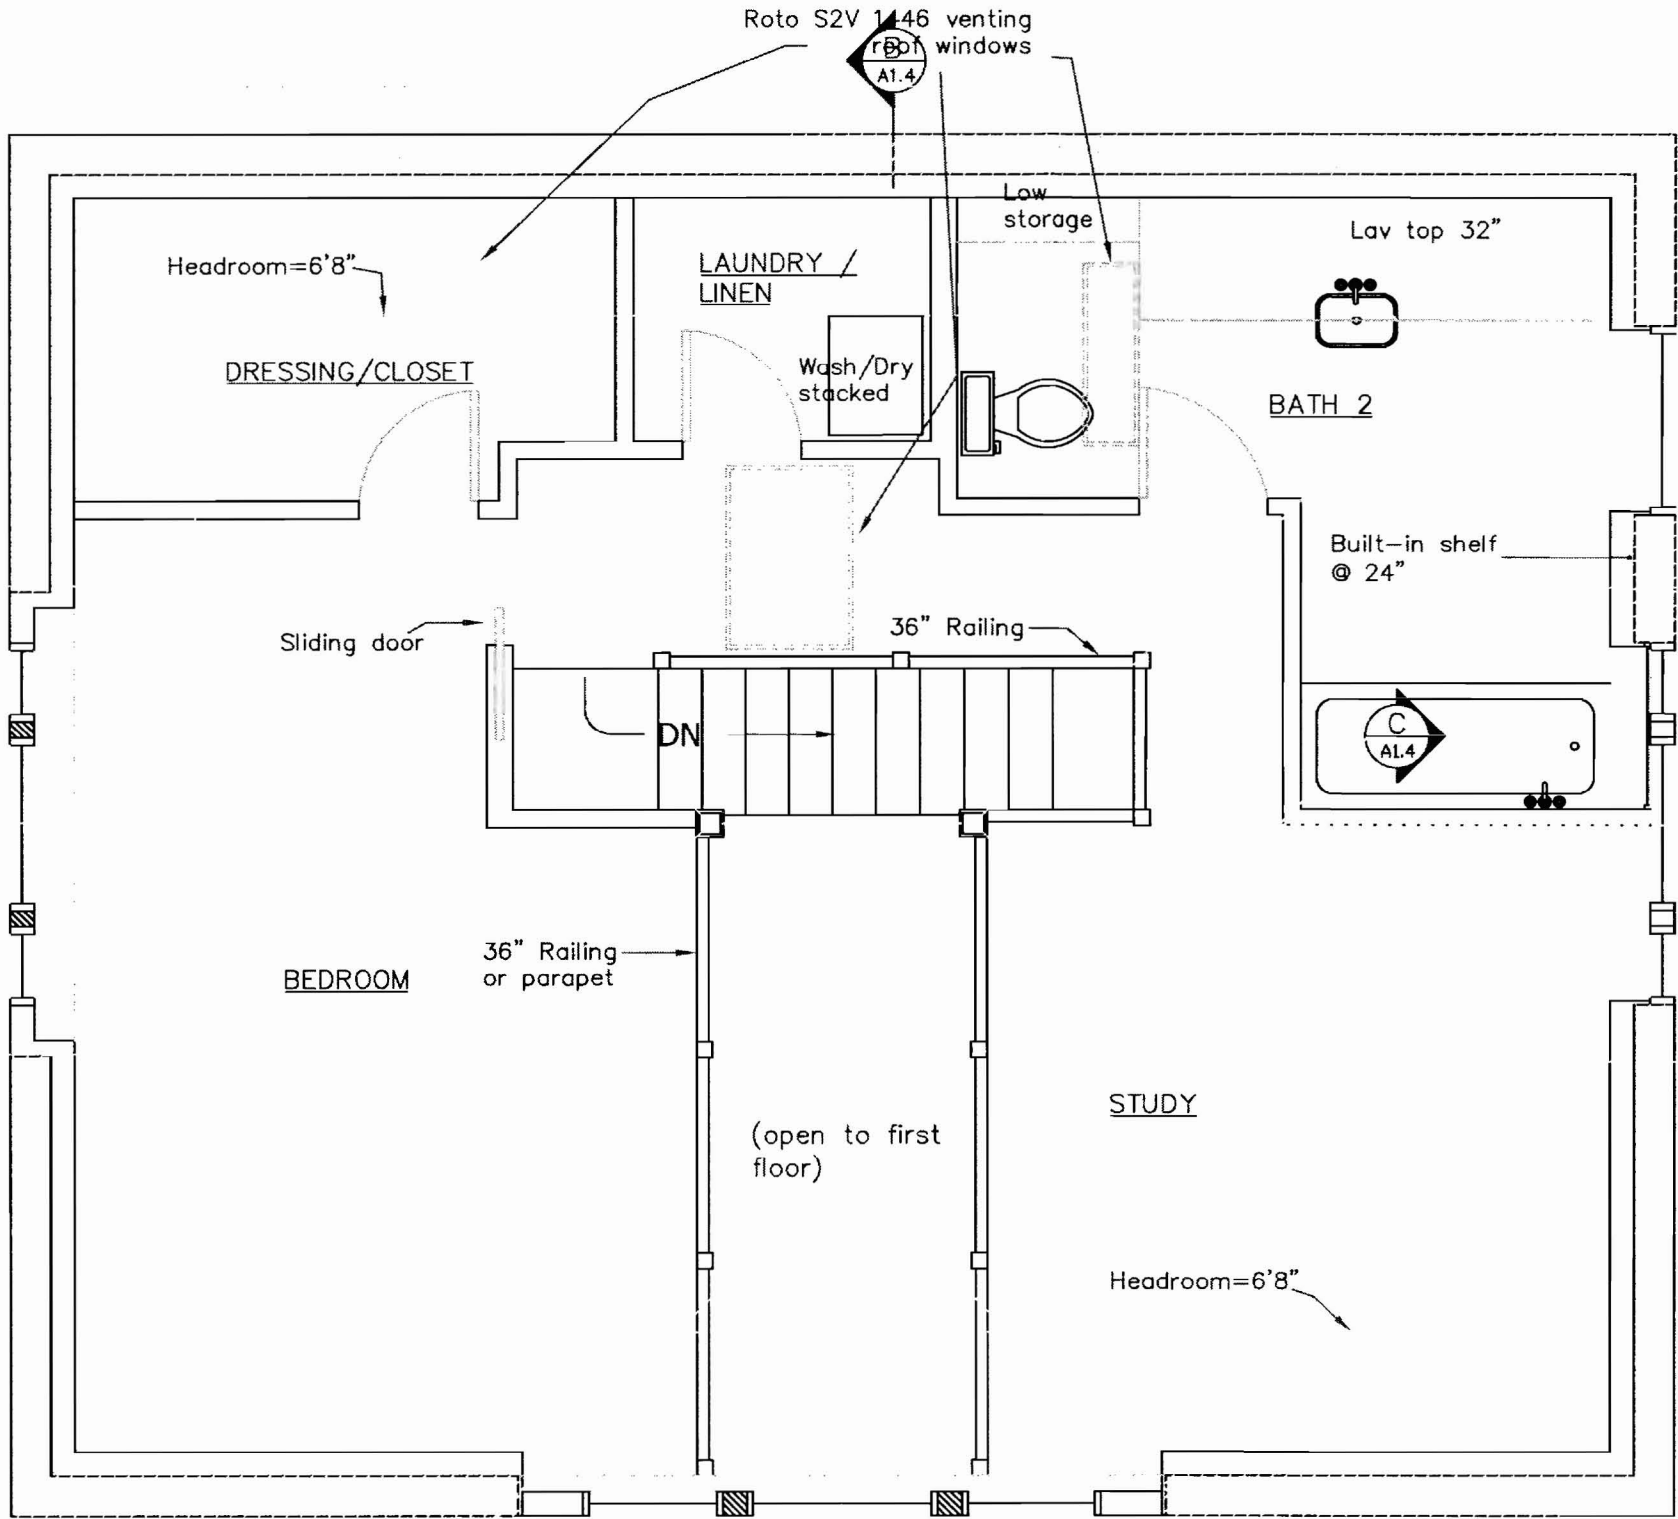 Roto S2V 1446 venting
roof windows
B
A1.4
Low
storage
Lav top 32"
Headroom=6'8"
LAUNDRY /
LINEN
DRESSING/CLOSET
Wash/Dry
stacked
BATH 2
Built-in shelf
@ 24"
Sliding door
36" Railing
DN
C
A1.4
36" Railing
or parapet
BEDROOM
STUDY
(open to first
floor)
Headroom=6'8"